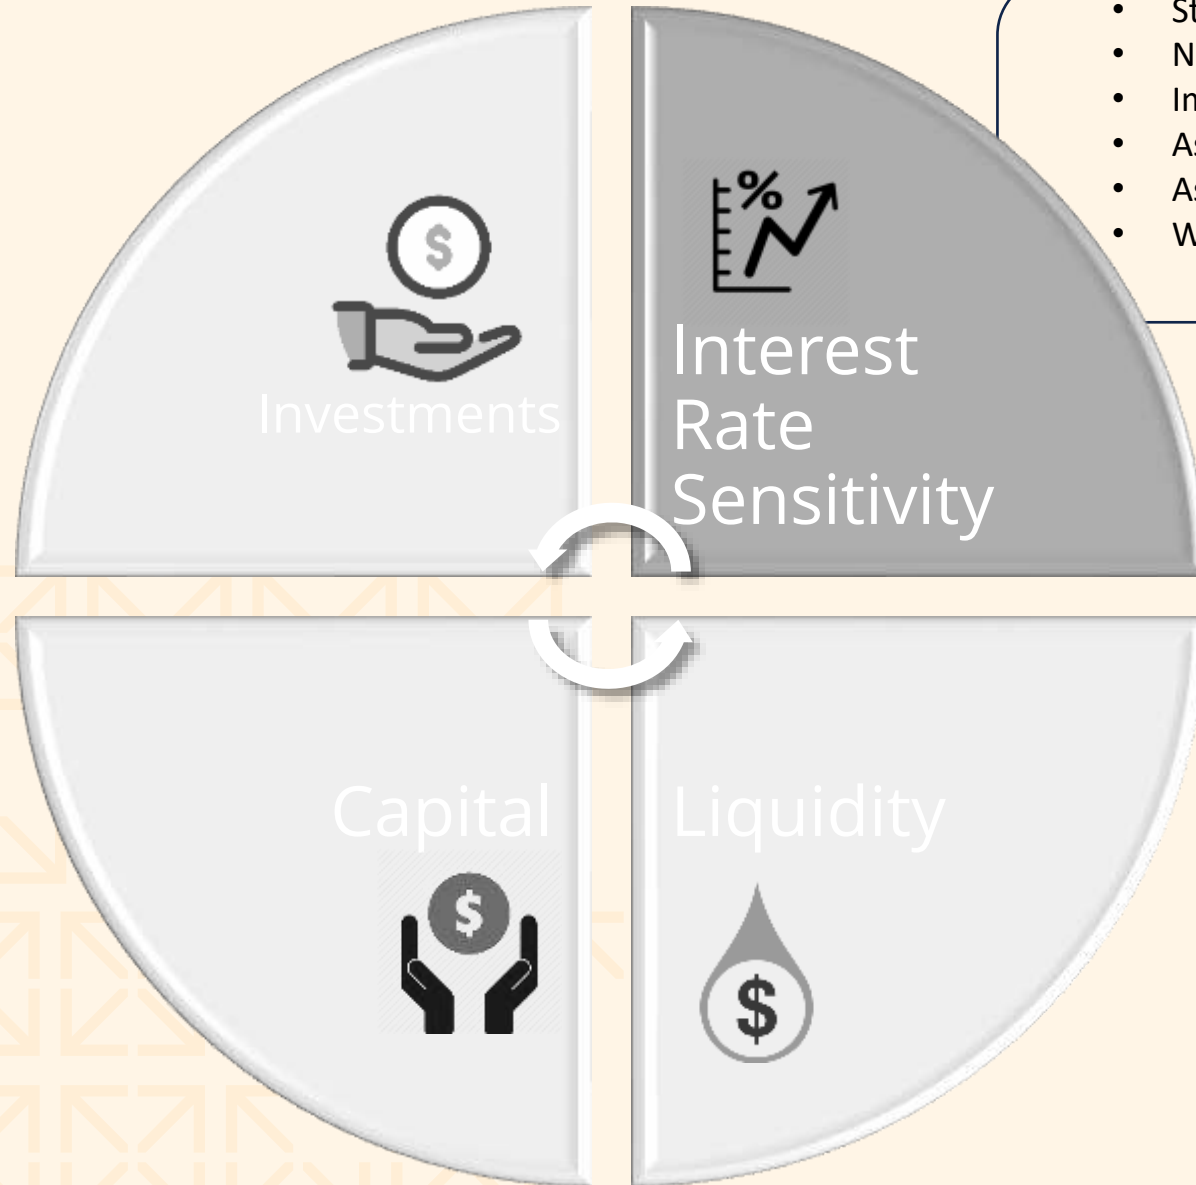 %
$
Interest
Rate
Sensitivity
Investments
Capital
Liquidity
$
$